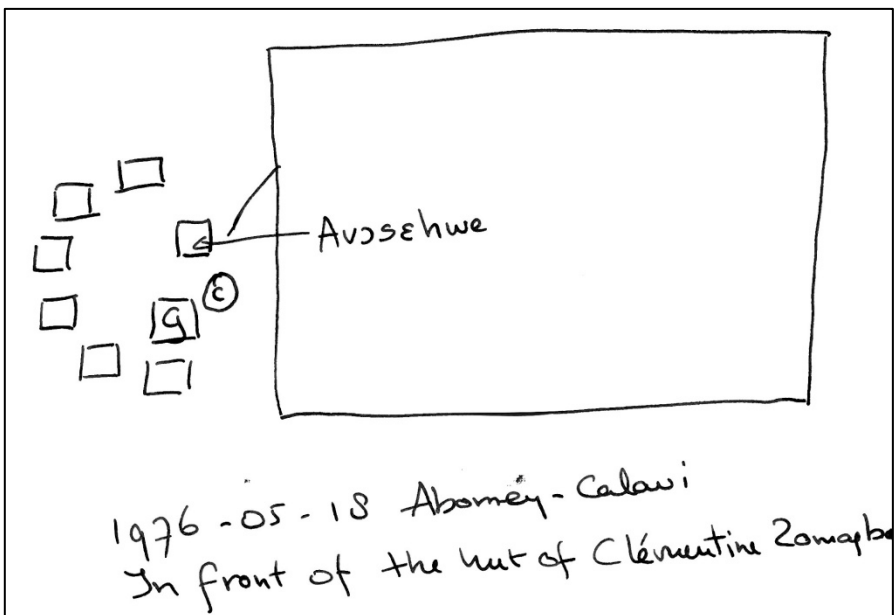 Avɔsɛhwe
c
g
1976-05-18 Abomey-Calavi
In front of the hut of Clémentine